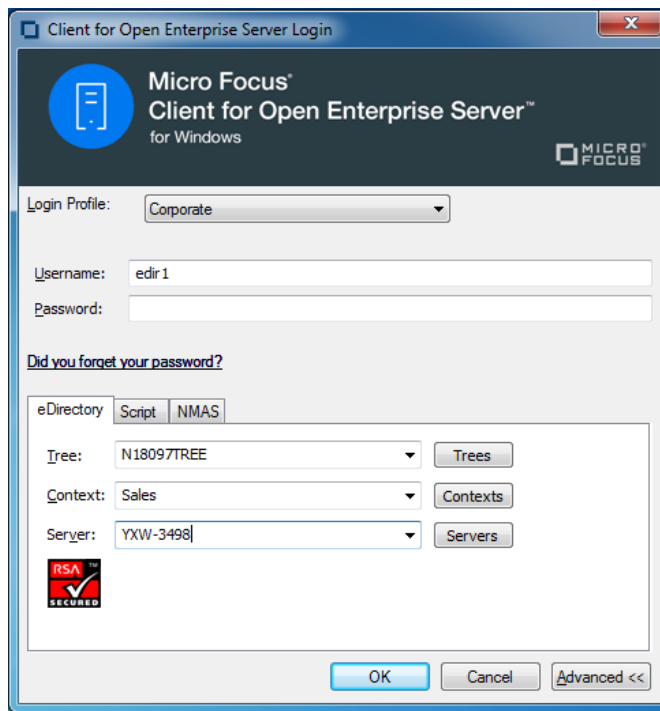 Client for Open Enterprise Server Login
Micro Focus®
Client for Open Enterprise Server™
for Windows
MICRO®
FOCUS
Login Profile: Corporate
Username: edir1
Password:
Did you forget your password?
eDirectory Script NMAS
Tree: N18097TREE Trees
Context: Sales Contexts
Server: YXW-3498 Servers
RSA™
SECURED
OK Cancel Advanced <<